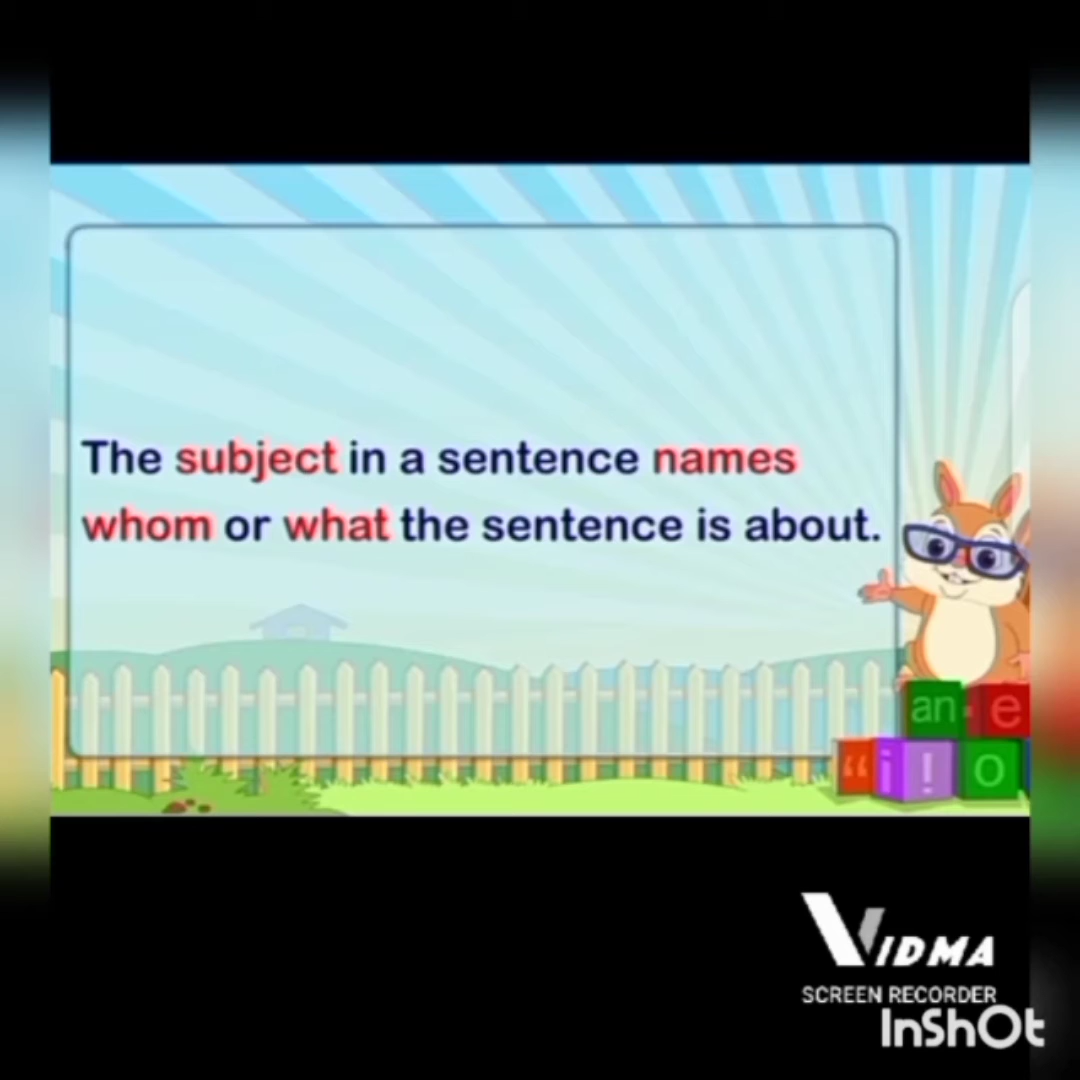 The subject in a sentence names
whom or what the sentence is about.
an. e
“ i ! o
VIDMA
SCREEN RECORDER
InShOt